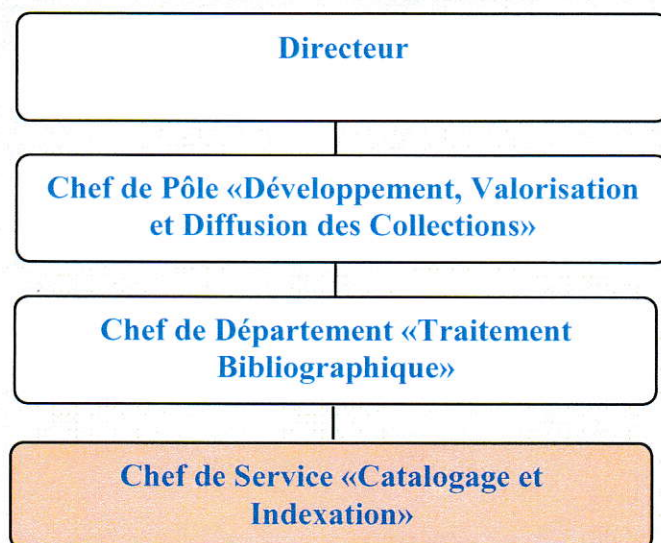 Directeur
Chef de Pôle «Développement, Valorisation
et Diffusion des Collections»
Chef de Département «Traitement
Bibliographique»
Chef de Service «Catalogage et
Indexation»